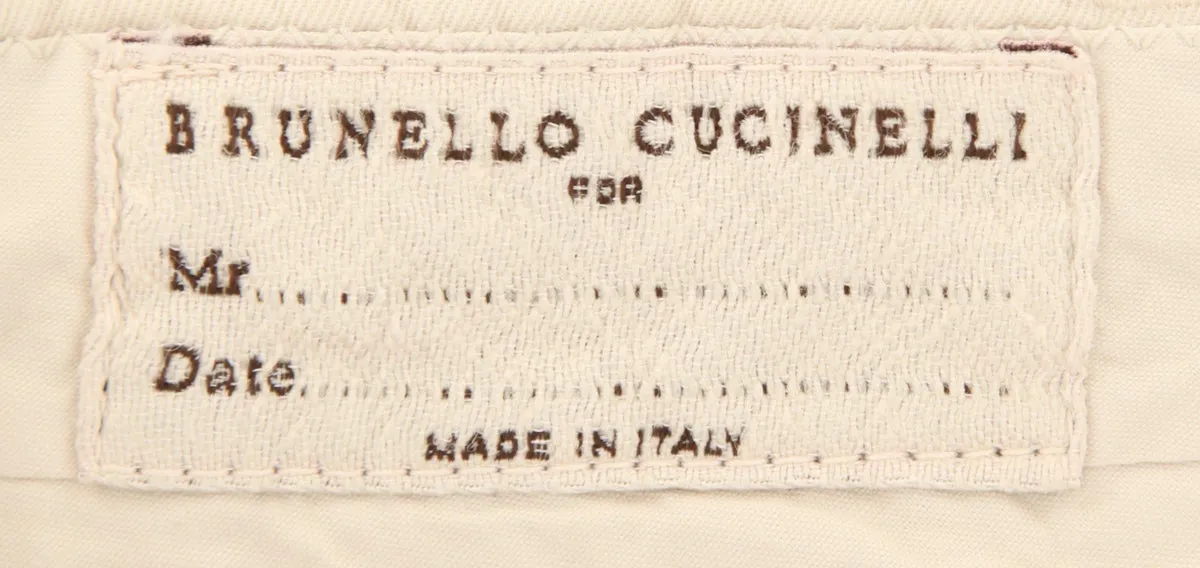 BRUNELLO CUCINELLI
FOR
Mr.................................
Date.................................
MADE IN ITALY